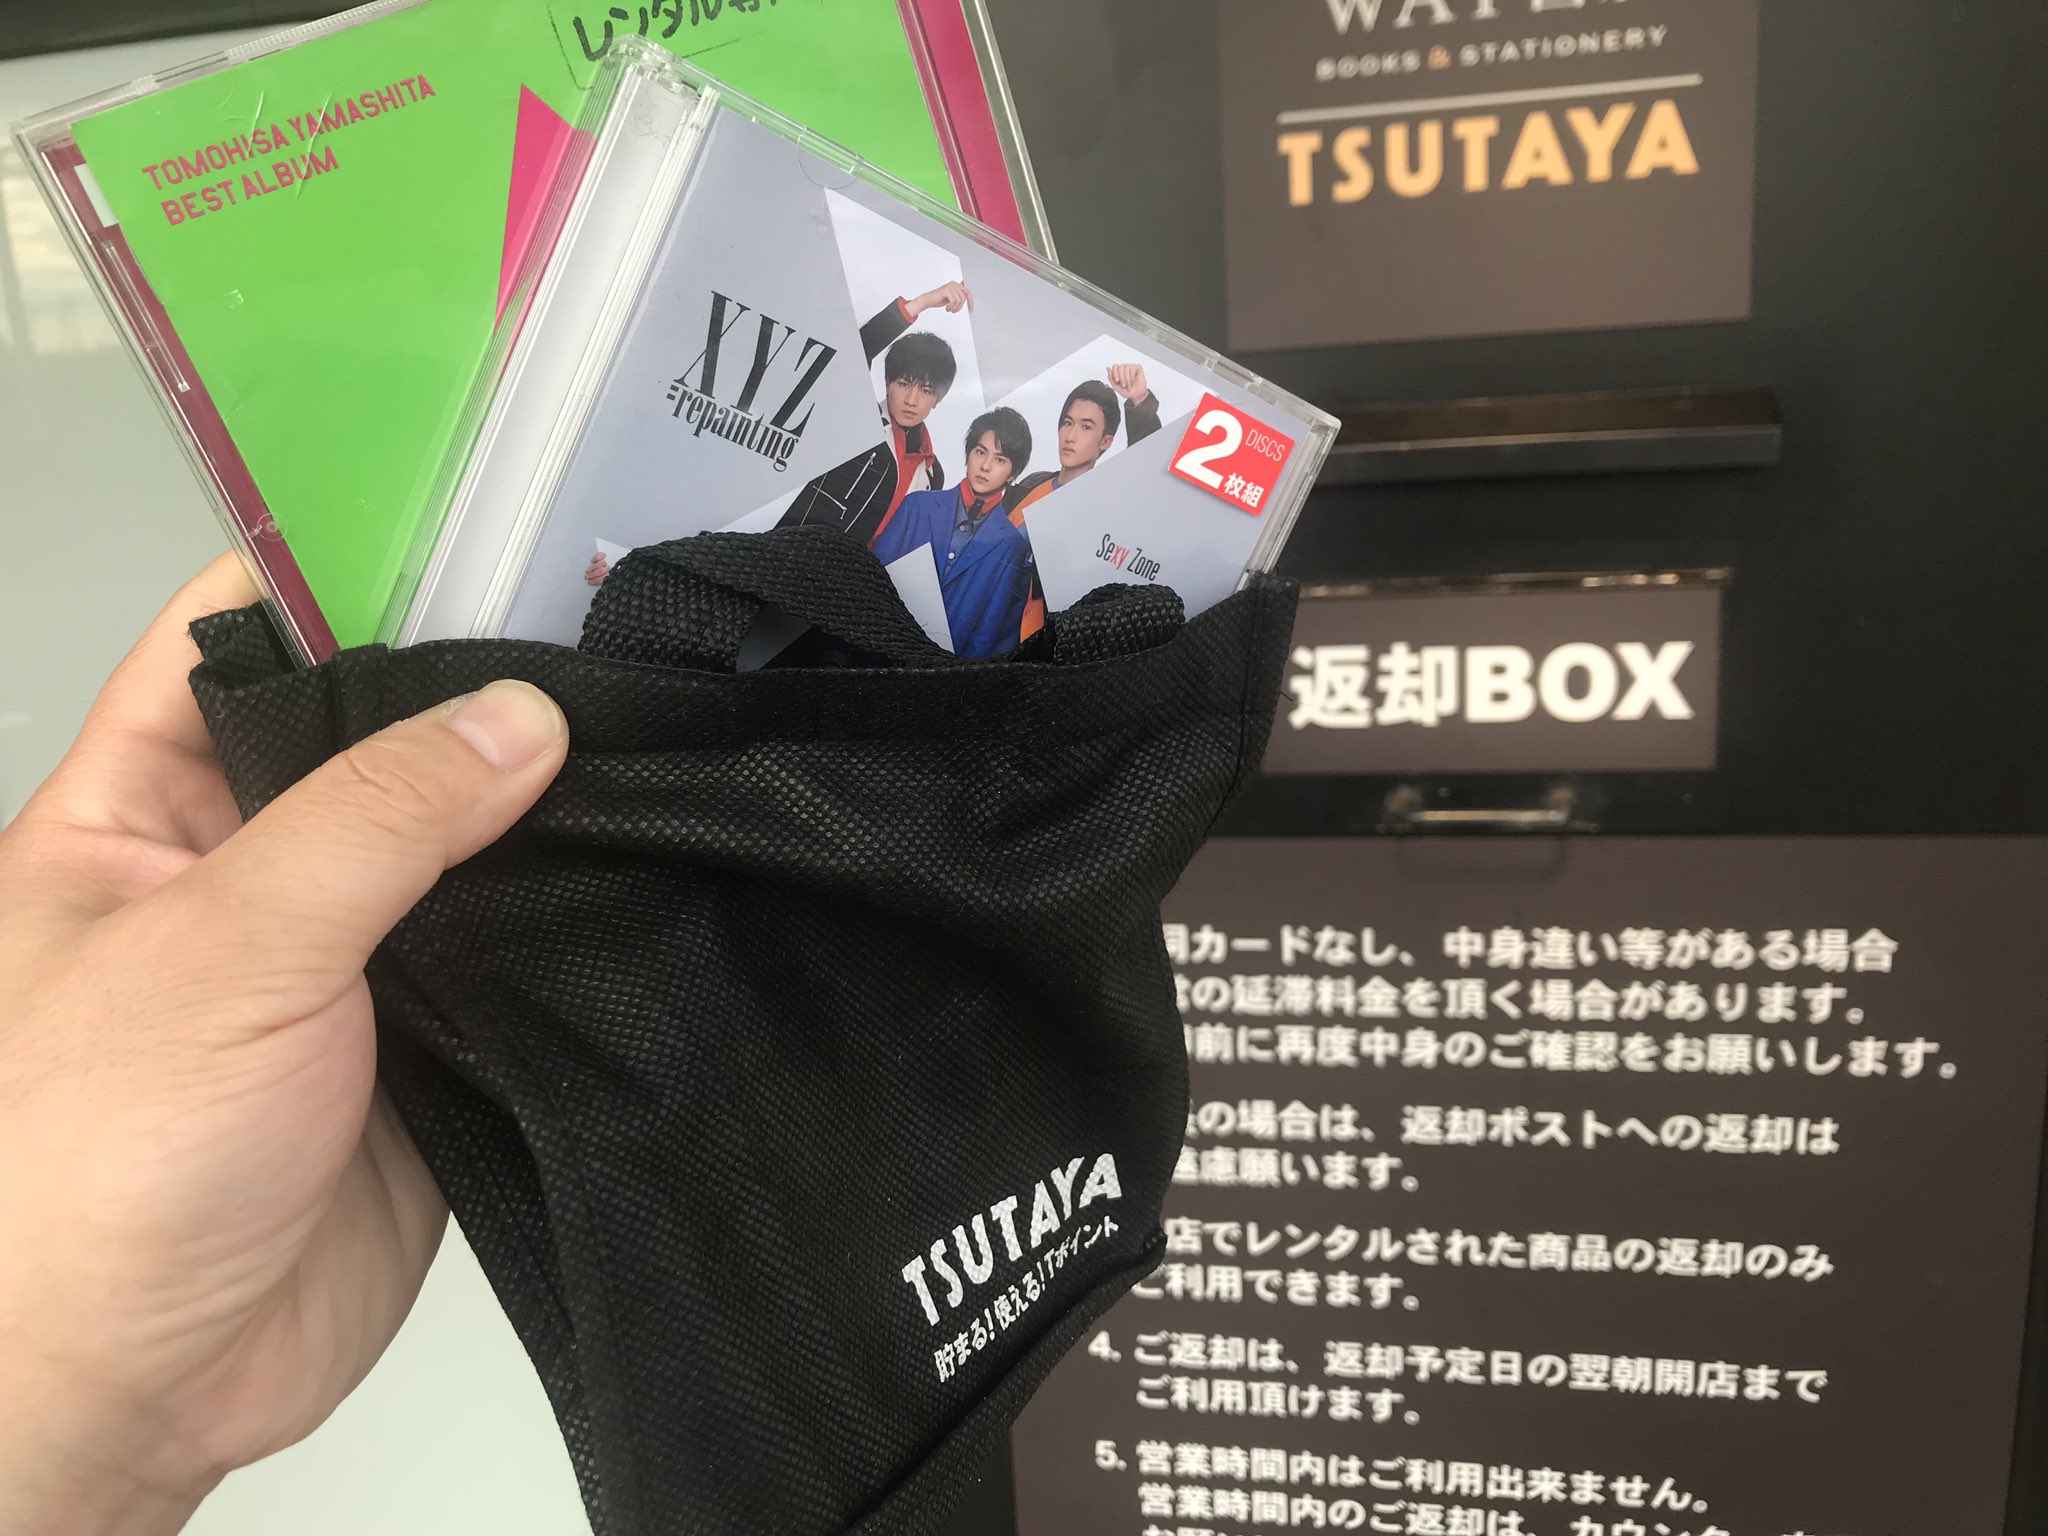 レンタル
TOMOHISA YAMASHITA
BEST ALBUM
XYZ
=repainting
2
DISCS
枚組
Sexy Zone
TSUTAYA
貯まる!使える!Tポイント
BOOKS & STATIONERY
TSUTAYA
返却BOX
カードなし、中身違い等がある場合
の延滞料金を頂く場合があります。
前に再度中身のご確認をお願いします。
の場合は、返却ポストへの返却は
慮願います。
店でレンタルされた商品の返却のみ
ご利用できます。
4. ご返却は、返却予定日の翌朝開店まで
ご利用頂けます。
5. 営業時間内はご利用出来ません。
営業時間内のご返却は、カウンター